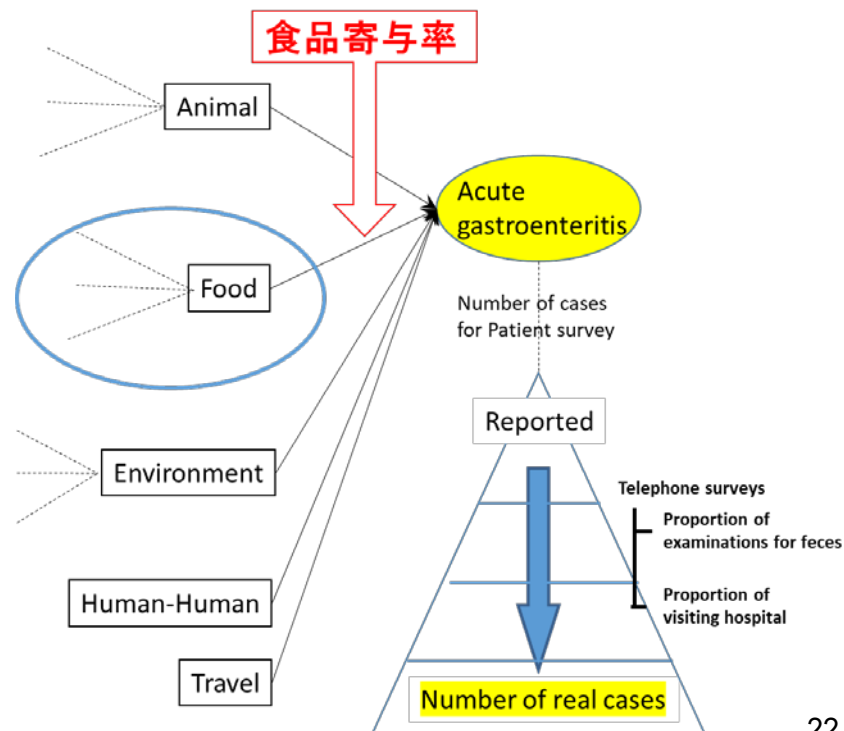 食品寄与率
Animal
Acute
gastroenteritis
Food
Number of cases
for Patient survey
Reported
Environment
Telephone surveys
Proportion of
examinations for feces
Proportion of
visiting hospital
Human-Human
Travel
Number of real cases
22